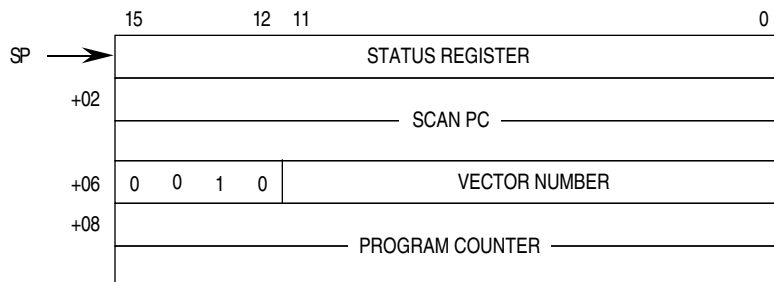 15 12 11 0
SP STATUS REGISTER
+02
SCAN PC
+06 0 0 1 0 VECTOR NUMBER
+08
PROGRAM COUNTER